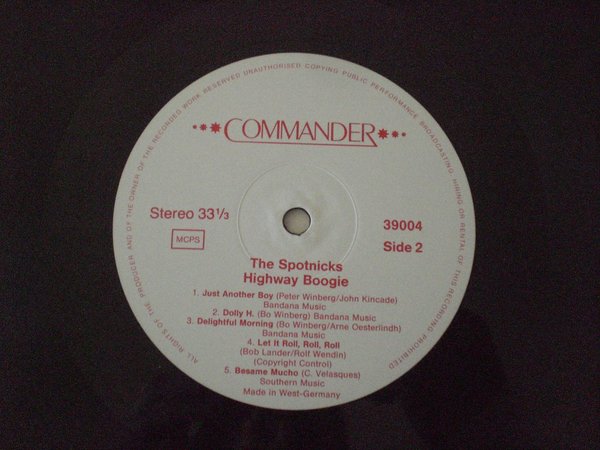 ALL RIGHTS OF THE PRODUCER AND OF THE OWNER OF THE RECORDED WORK RESERVED UNAUTHORISED COPYING PUBLIC PERFORMANCE BROADCASTING, HIRING OR RENTAL OF THIS RECORDING PROHIBITED
COMMANDER
Stereo 33 1/3
39004
MCPS
Side 2
The Spotnicks
Highway Boogie
1. Just Another Boy (Peter Winberg/John Kincade)
Bandana Music
2. Dolly H. (Bo Winberg) Bandana Music
3. Delightful Morning (Bo Winberg/Arne Oesterlindh)
Bandana Music
4. Let It Roll, Roll, Roll
(Bob Lander/Rolf Wendin)
(Copyright Control)
5. Besame Mucho (C. Velasques)
Southern Music
Made in West-Germany